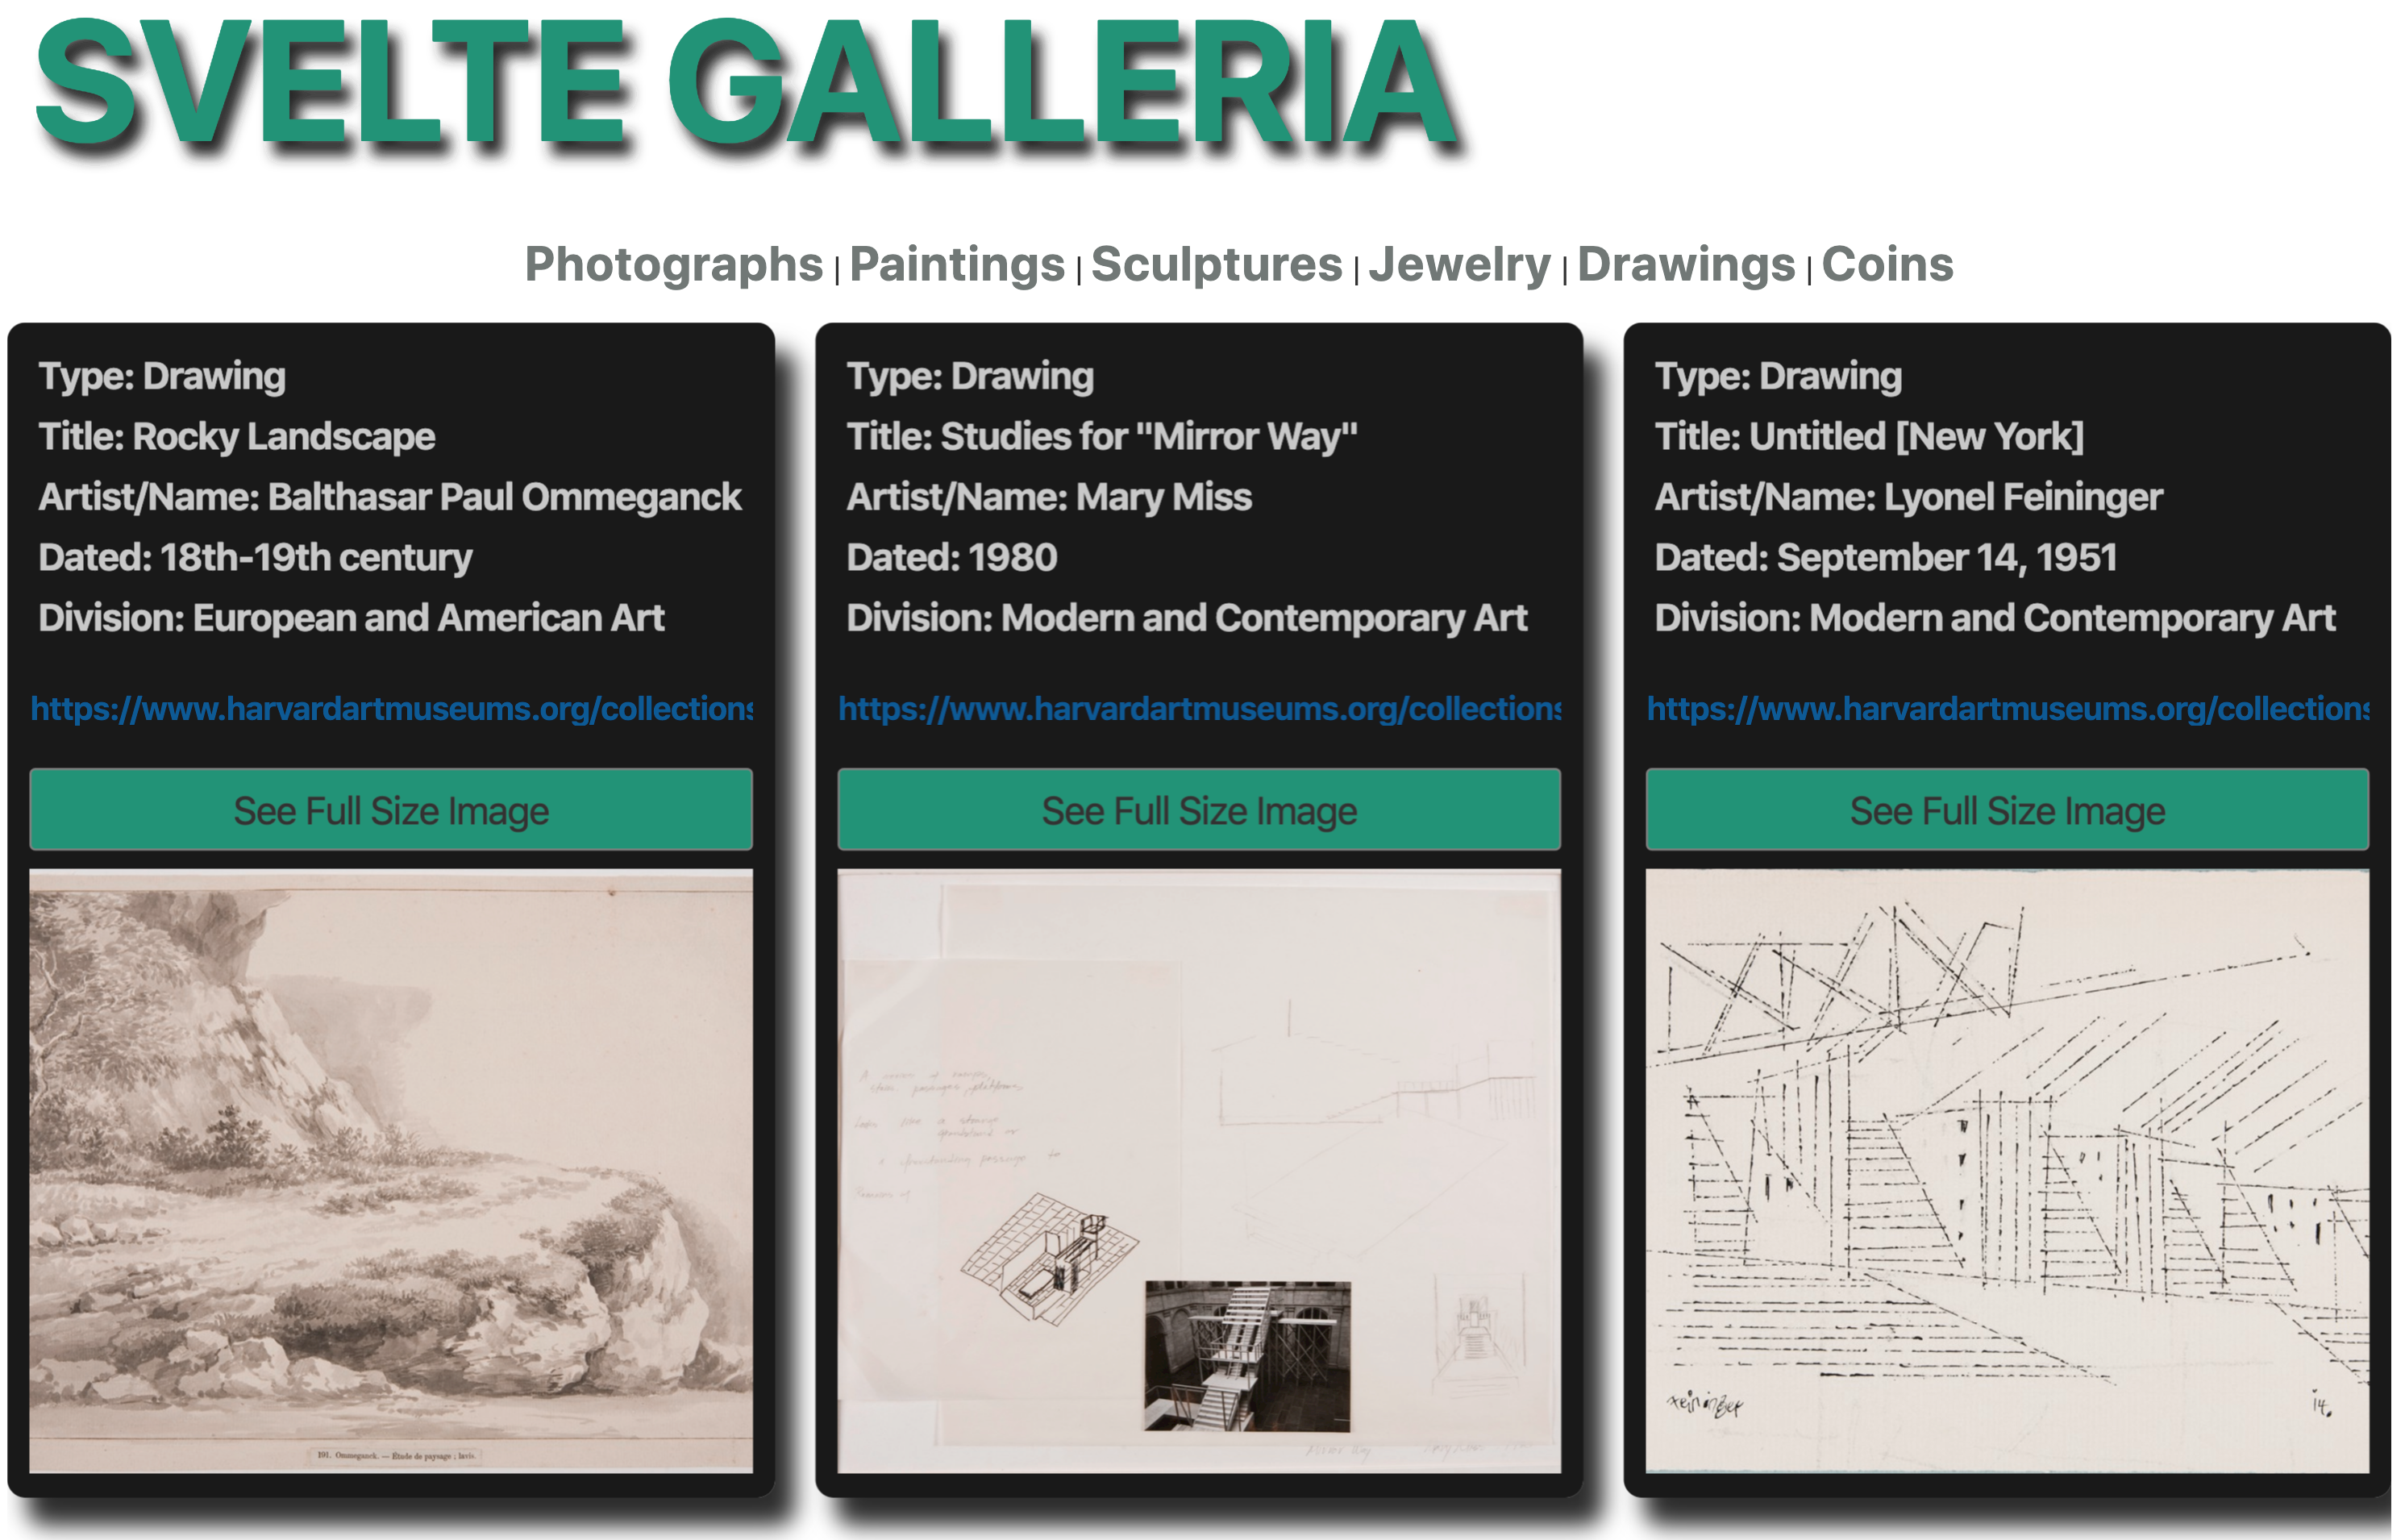 SVELTE GALLERIA
Photographs | Paintings | Sculptures | Jewelry | Drawings | Coins
Type: Drawing
Title: Rocky Landscape
Artist/Name: Balthasar Paul Ommeganck
Dated: 18th-19th century
Division: European and American Art
https://www.harvardartmuseums.org/collections
See Full Size Image
191. Ommeganck. — Étude de paysage ; lavis.
Type: Drawing
Title: Studies for "Mirror Way"
Artist/Name: Mary Miss
Dated: 1980
Division: Modern and Contemporary Art
https://www.harvardartmuseums.org/collections
See Full Size Image
passages
a strange
passage to
Type: Drawing
Title: Untitled [New York]
Artist/Name: Lyonel Feininger
Dated: September 14, 1951
Division: Modern and Contemporary Art
https://www.harvardartmuseums.org/collections
See Full Size Image
Feininger
14.